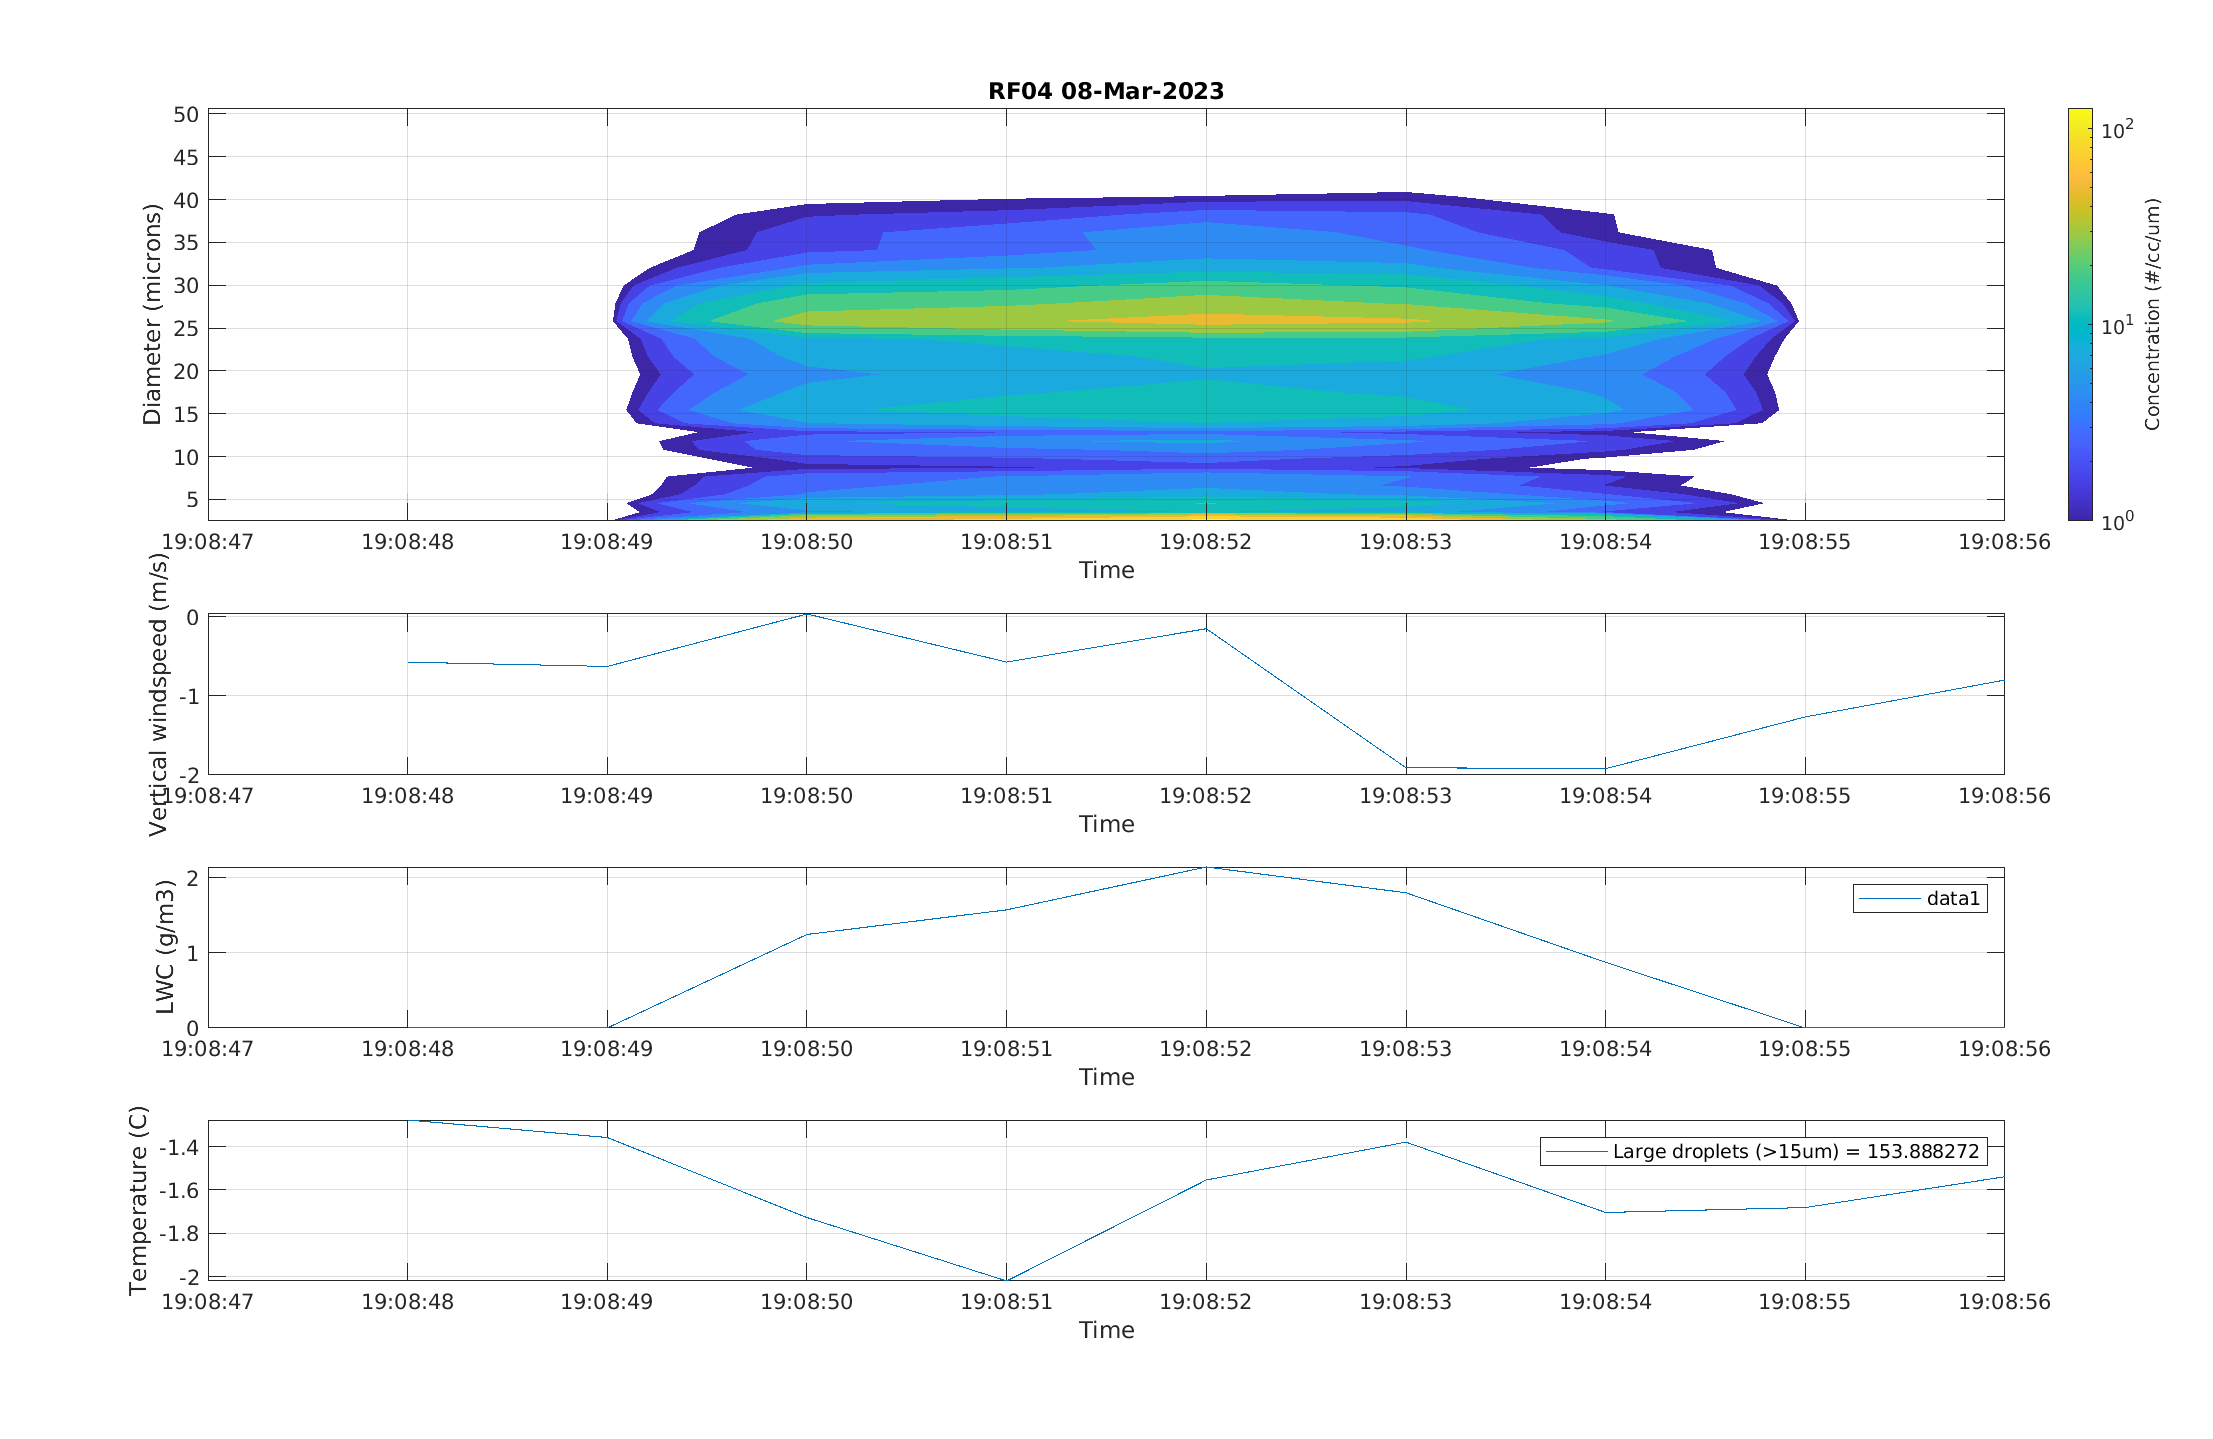 RF04 08-Mar-2023
Diameter (microns)
50
45
40
35
30
25
20
15
10
5
19:08:47 19:08:48 19:08:49 19:08:50 19:08:51 19:08:52 19:08:53 19:08:54 19:08:55 19:08:56
Time
10^2
10^1
10^0
Concentration (#/cc/um)
Vertical windspeed (m/s)
0
-1
-2
19:08:47 19:08:48 19:08:49 19:08:50 19:08:51 19:08:52 19:08:53 19:08:54 19:08:55 19:08:56
Time
LWC (g/m3)
2
1
0
data1
19:08:47 19:08:48 19:08:49 19:08:50 19:08:51 19:08:52 19:08:53 19:08:54 19:08:55 19:08:56
Time
Temperature (C)
-1.4
-1.6
-1.8
-2
Large droplets (>15um) = 153.888272
19:08:47 19:08:48 19:08:49 19:08:50 19:08:51 19:08:52 19:08:53 19:08:54 19:08:55 19:08:56
Time